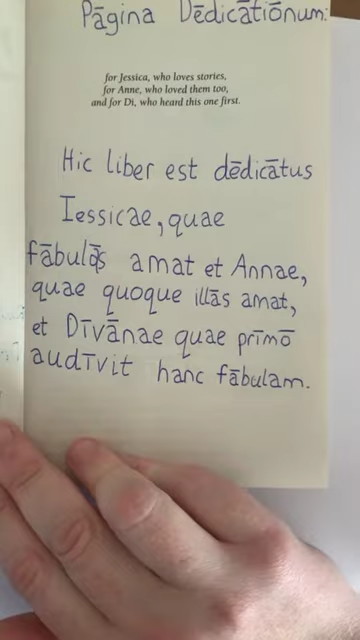 Pāgina Dēdicātiōnum:
for Jessica, who loves stories,
for Anne, who loved them too,
and for Di, who heard this one first.
Hic liber est dēdicātus
Iessicae, quae
fābulās amat et Annae,
quae quoque illās amat,
et Dīvānae quae prīmō
audīvit hanc fābulam.